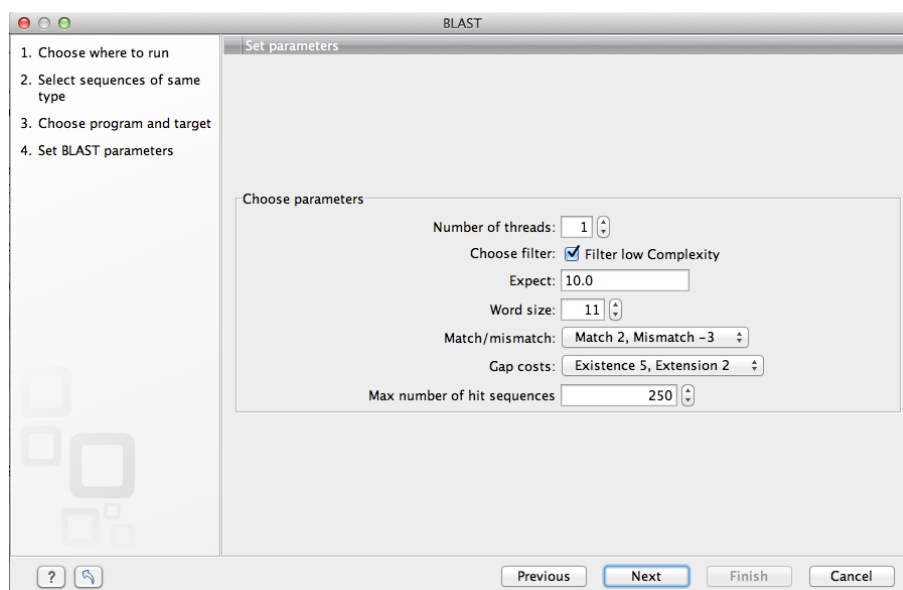 BLAST
1. Choose where to run
2. Select sequences of same
type
3. Choose program and target
4. Set BLAST parameters
Set parameters
Choose parameters
Number of threads: 1
Choose filter: Filter low Complexity
Expect: 10.0
Word size: 11
Match/mismatch: Match 2, Mismatch -3
Gap costs: Existence 5, Extension 2
Max number of hit sequences 250
? Previous Next Finish Cancel